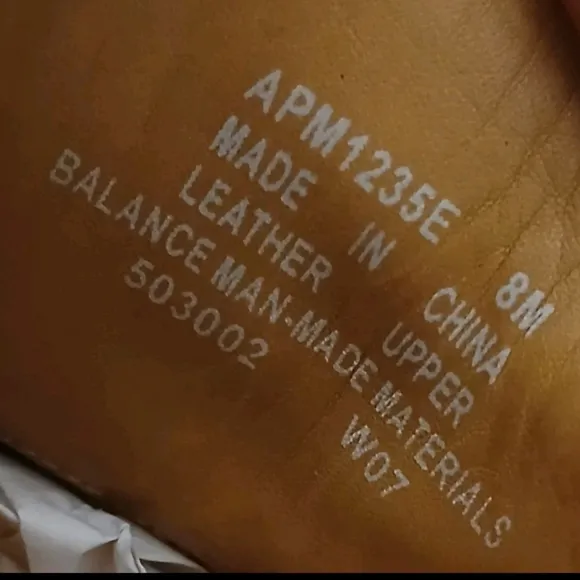 APM1235E 8M
MADE IN CHINA
LEATHER UPPER
BALANCE MAN-MADE MATERIALS
503002 W07